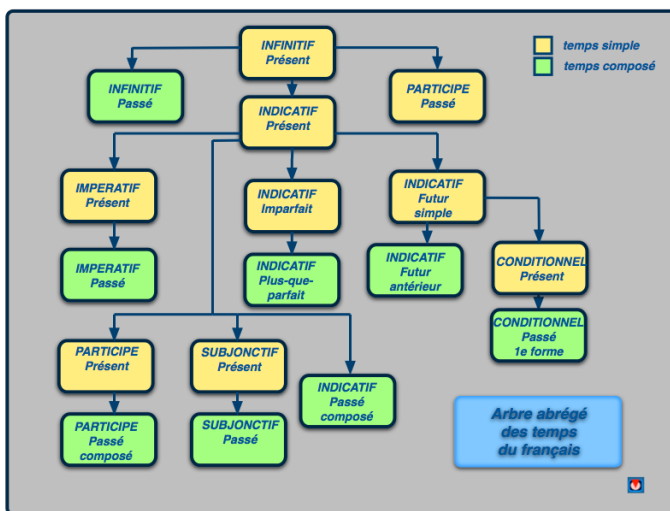 INFINITIF
Présent
temps simple
temps composé
INFINITIF
Passé
PARTICIPE
Passé
INDICATIF
Présent
IMPERATIF
Présent
INDICATIF
Imparfait
INDICATIF
Futur
simple
IMPERATIF
Passé
INDICATIF
Plus-que-
parfait
INDICATIF
Futur
antérieur
CONDITIONNEL
Présent
CONDITIONNEL
Passé
1e forme
PARTICIPE
Présent
SUBJONCTIF
Présent
INDICATIF
Passé
composé
PARTICIPE
Passé
composé
SUBJONCTIF
Passé
Arbre abrégé
des temps
du français